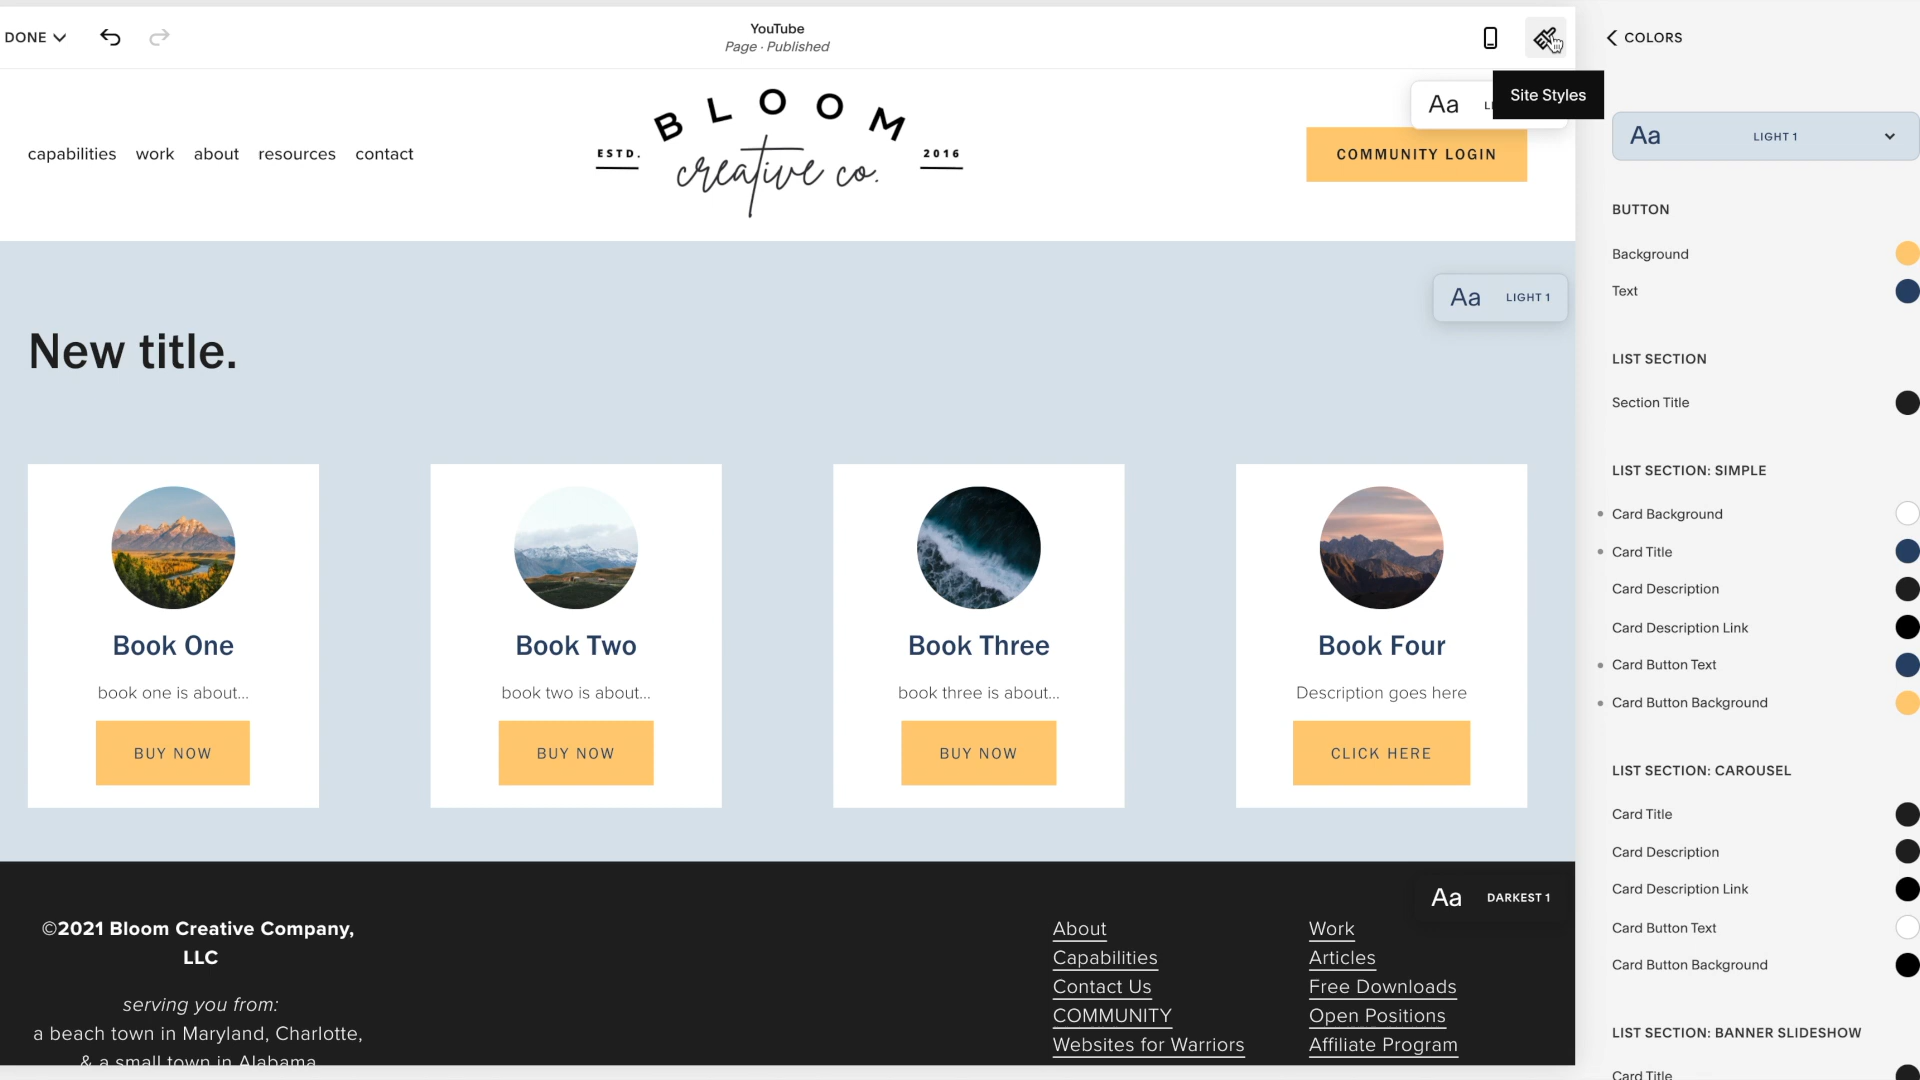 DONE
YouTube
Page · Published
COLORS
Site Styles
Aa
Aa LIGHT 1
capabilities work about resources contact
BLOOM
ESTD. 2016
creative co.
COMMUNITY LOGIN
BUTTON
Background
Text
Aa LIGHT 1
New title.
LIST SECTION
Section Title
LIST SECTION: SIMPLE
Card Background
Card Title
Card Description
Card Description Link
Card Button Text
Card Button Background
Book One
book one is about...
BUY NOW
Book Two
book two is about...
BUY NOW
Book Three
book three is about...
BUY NOW
Book Four
Description goes here
CLICK HERE
LIST SECTION: CAROUSEL
Card Title
Card Description
Card Description Link
Card Button Text
Card Button Background
LIST SECTION: BANNER SLIDESHOW
Card Title
Aa DARKEST 1
©2021 Bloom Creative Company,
LLC
serving you from:
a beach town in Maryland, Charlotte,
& a small town in Alabama
About
Capabilities
Contact Us
COMMUNITY
Websites for Warriors
Work
Articles
Free Downloads
Open Positions
Affiliate Program